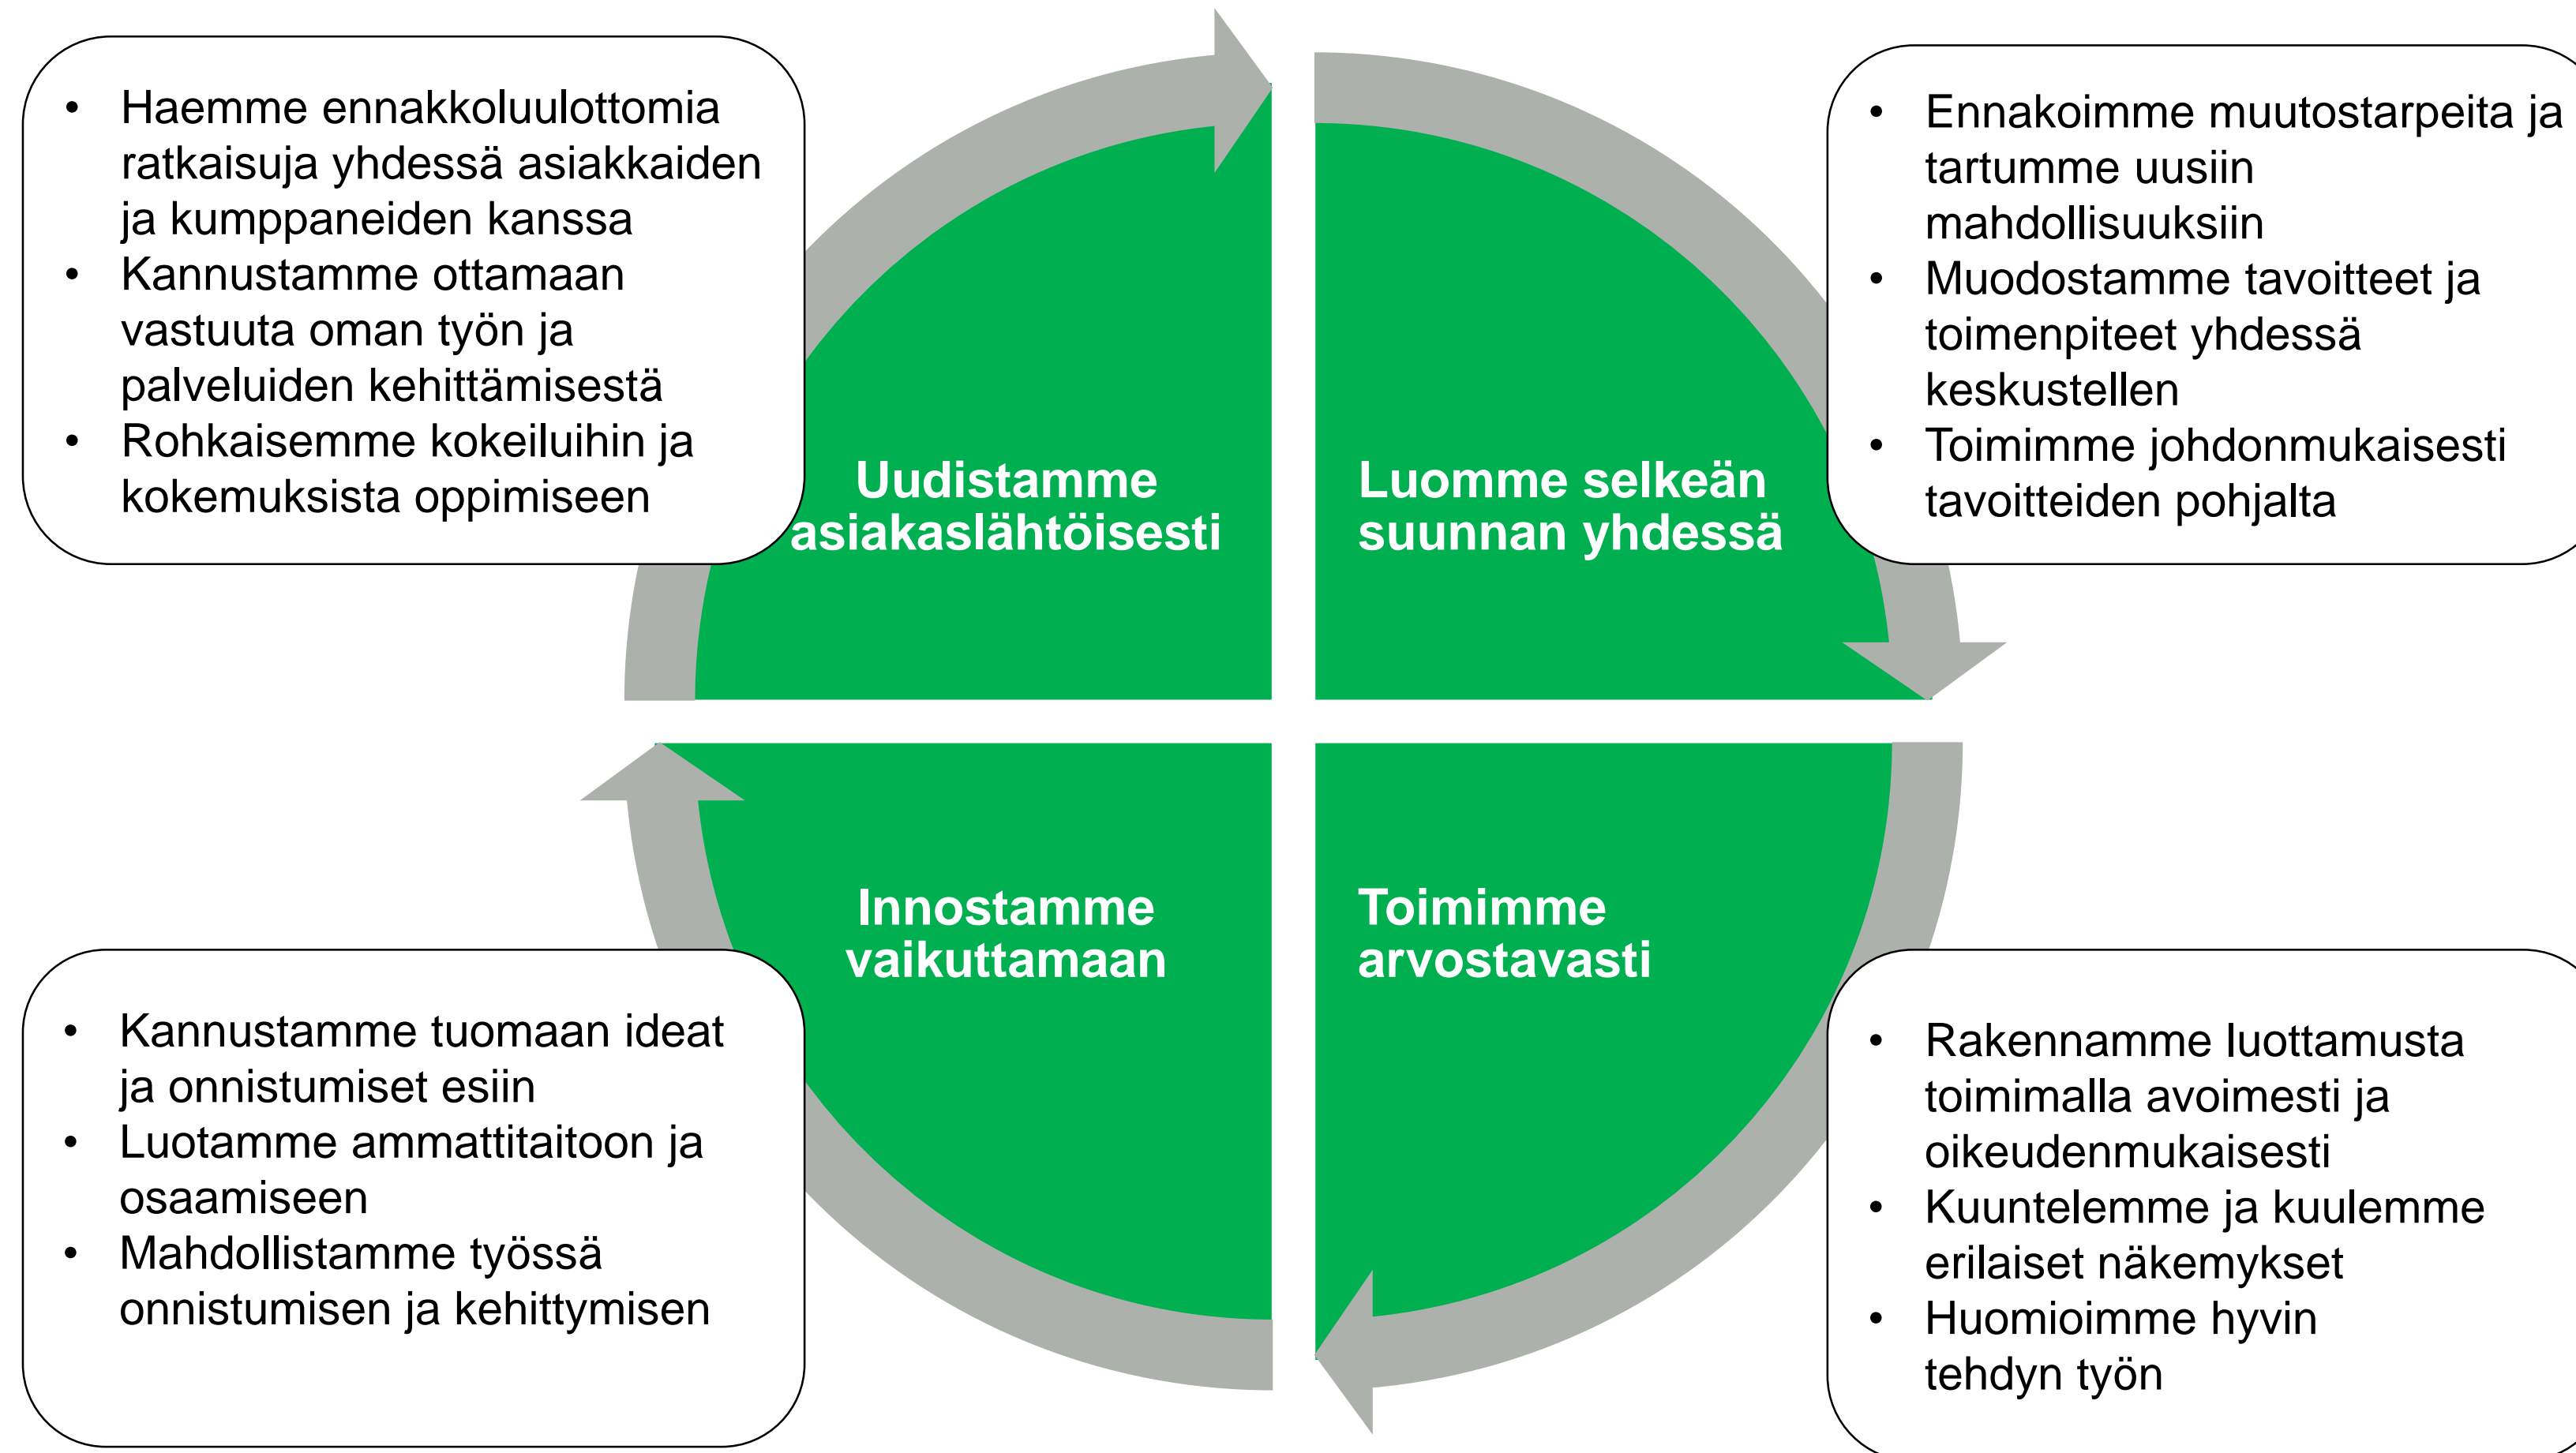 • Haemme ennakkoluulottomia
ratkaisuja yhdessä asiakkaiden
ja kumppaneiden kanssa
• Kannustamme ottamaan
vastuuta oman työn ja
palveluiden kehittämisestä
• Rohkaisemme kokeiluihin ja
kokemuksista oppimiseen
Uudistamme
asiakaslähtöisesti
Luomme selkeän
suunnan yhdessä
• Ennakoimme muutostarpeita ja
tartumme uusiin
mahdollisuuksiin
• Muodostamme tavoitteet ja
toimenpiteet yhdessä
keskustellen
• Toimimme johdonmukaisesti
tavoitteiden pohjalta
• Kannustamme tuomaan ideat
ja onnistumiset esiin
• Luotamme ammattitaitoon ja
osaamiseen
• Mahdollistamme työssä
onnistumisen ja kehittymisen
Innostamme
vaikuttamaan
Toimimme
arvostavasti
• Rakennamme luottamusta
toimimalla avoimesti ja
oikeudenmukaisesti
• Kuuntelemme ja kuulemme
erilaiset näkemykset
• Huomioimme hyvin
tehdyn työn